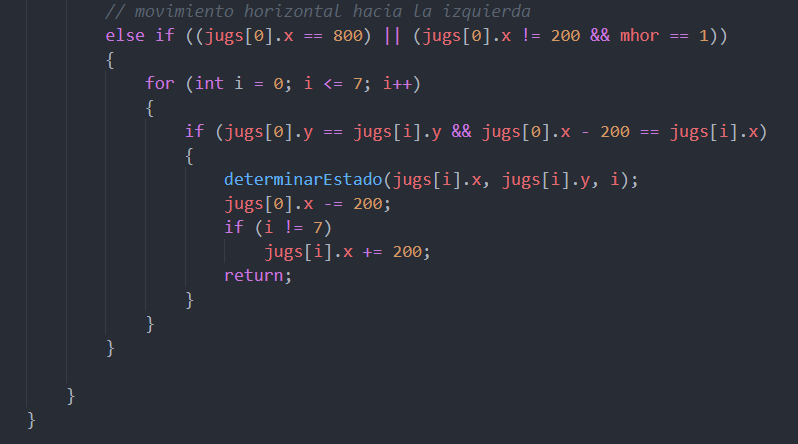 // movimiento horizontal hacia la izquierda
else if ((jugs[0].x == 800) || (jugs[0].x != 200 && mhor == 1))
{
for (int i = 0; i <= 7; i++)
{
if (jugs[0].y == jugs[i].y && jugs[0].x - 200 == jugs[i].x)
{
determinarEstado(jugs[i].x, jugs[i].y, i);
jugs[0].x -= 200;
if (i != 7)
jugs[i].x += 200;
return;
}
}
}
}
}